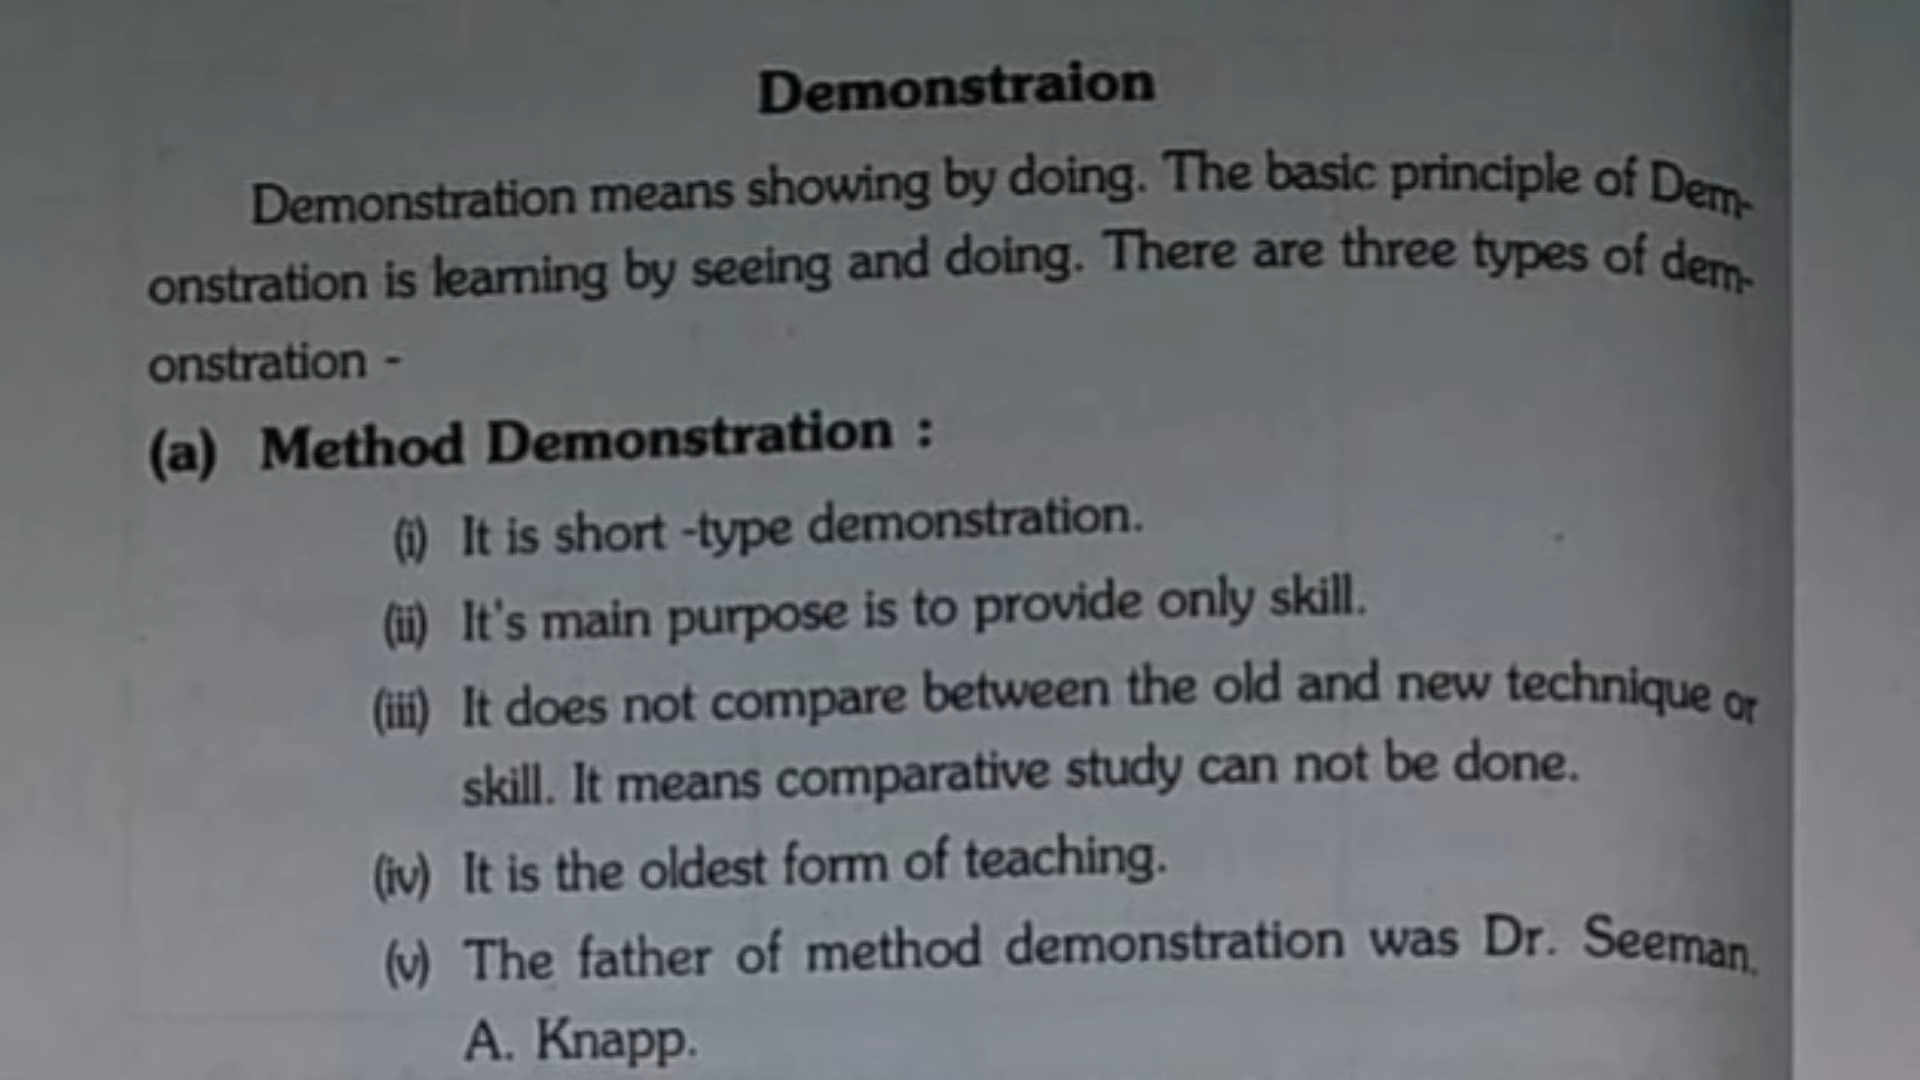 Demonstraion
Demonstration means showing by doing. The basic principle of Dem-
onstration is learning by seeing and doing. There are three types of dem-
onstration -
(a) Method Demonstration :
(i) It is short -type demonstration.
(ii) It's main purpose is to provide only skill.
(iii) It does not compare between the old and new technique or
skill. It means comparative study can not be done.
(iv) It is the oldest form of teaching.
(v) The father of method demonstration was Dr. Seeman.
A. Knapp.